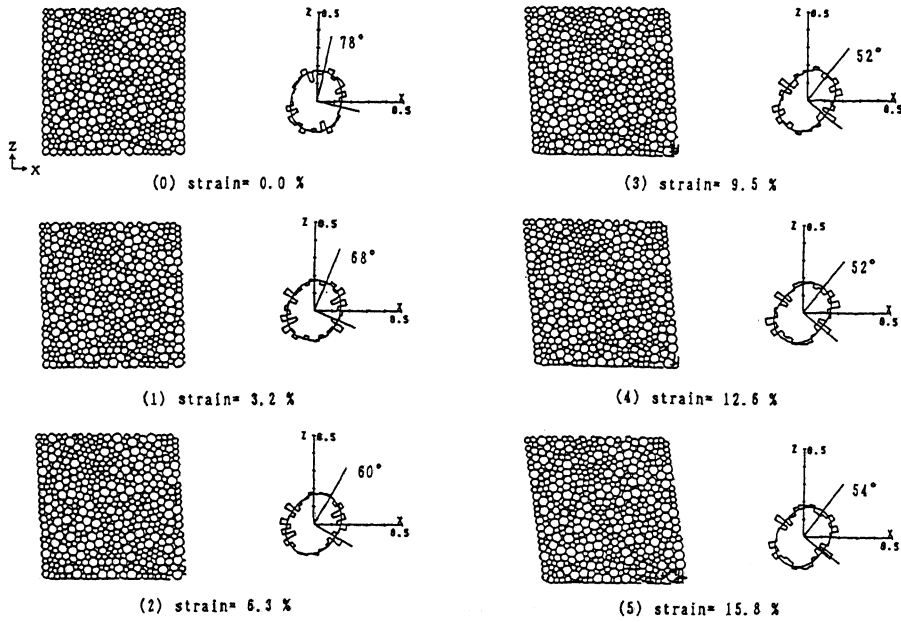 Z
0.5
78°
X
0.5
Z
X
(0) strain= 0.0 %
Z
0.5
68°
X
0.5
(1) strain= 3.2 %
Z
0.5
60°
X
0.5
(2) strain= 6.3 %
Z
0.5
52°
X
0.5
(3) strain= 9.5 %
Z
0.5
52°
X
0.5
(4) strain= 12.6 %
Z
0.5
54°
X
0.5
(5) strain= 15.8 %